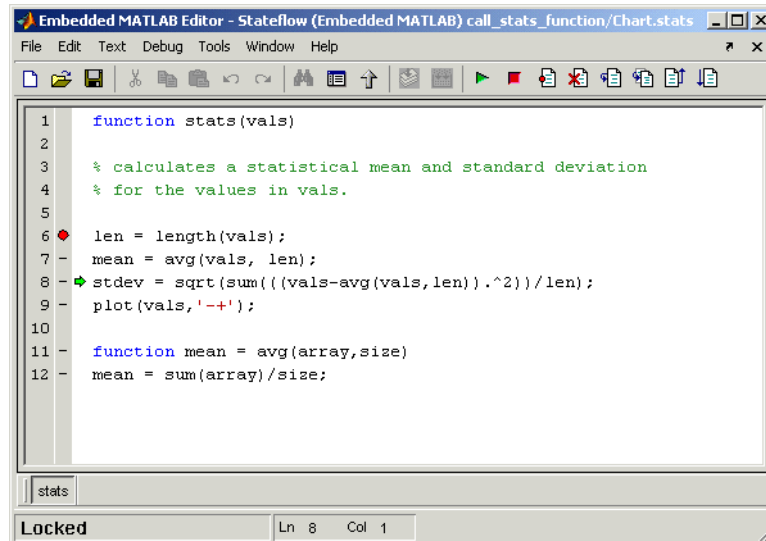 Embedded MATLAB Editor - Stateflow (Embedded MATLAB) call_stats_function/Chart.stats
File Edit Text Debug Tools Window Help
1 function stats(vals)
2
3 % calculates a statistical mean and standard deviation
4 % for the values in vals.
5
6 len = length(vals);
7 - mean = avg(vals, len);
8 - stdev = sqrt(sum(((vals-avg(vals,len)).^2))/len);
9 - plot(vals,'-+');
10
11 - function mean = avg(array,size)
12 - mean = sum(array)/size;
stats
Locked Ln 8 Col 1